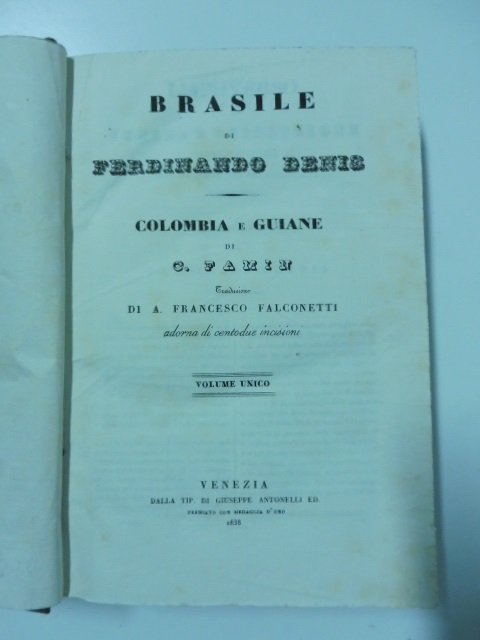 BRASILE
DI
FERDINANDO DENIS
COLOMBIA E GUIANE
DI
C. FAMIN
Traduzione
DI A. FRANCESCO FALCONETTI
adorna di centodue incisioni
VOLUME UNICO
VENEZIA
DALLA TIP. DI GIUSEPPE ANTONELLI ED.
PREMIATO CON MEDAGLIA D'ORO
1838